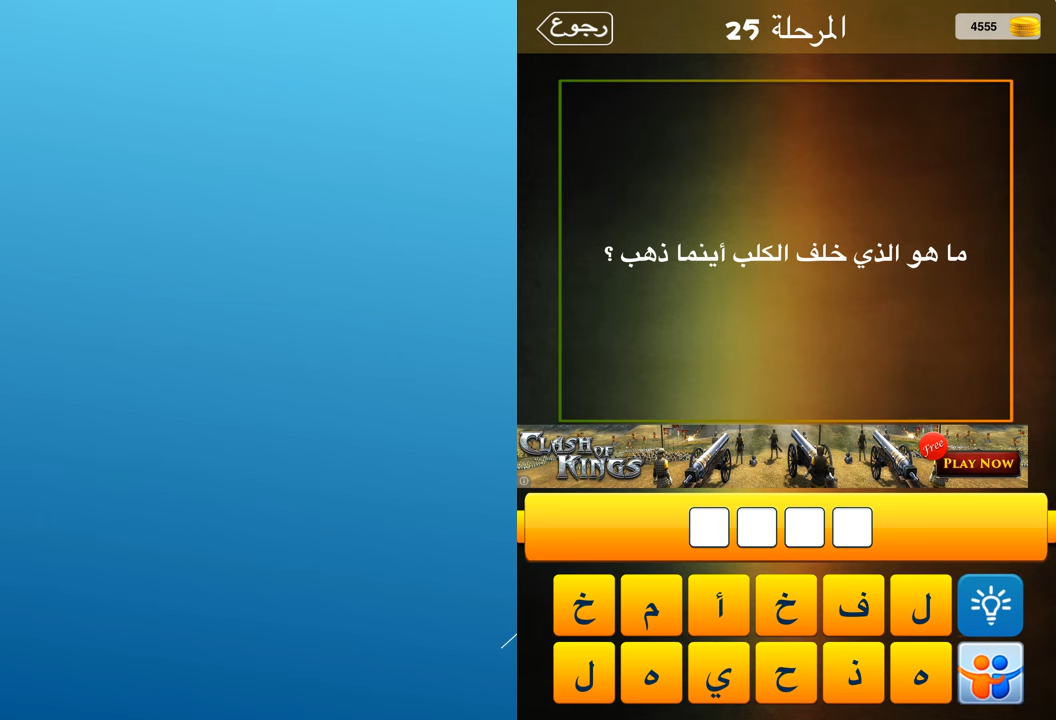 رجوع
المرحلة 25
4555
ما هو الذي خلف الكلب أينما ذهب ؟
CLASH OF KINGS
Free
PLAY NOW
خ م أ خ ف ل
ل ه ي ح ذ ه